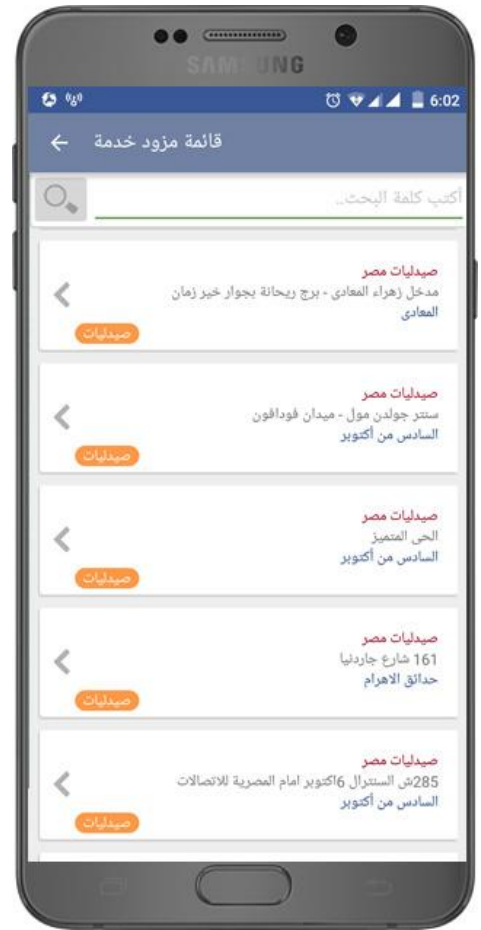 SAMSUNG
6:02
قائمة مزود خدمة
أكتب كلمة البحث..
صيدليات مصر
مدخل زهراء المعادى - برج ريحانة بجوار خير زمان
المعادى
صيدليات
صيدليات مصر
سنتر جولدن مول - ميدان فودافون
السادس من أكتوبر
صيدليات
صيدليات مصر
الحى المتميز
السادس من أكتوبر
صيدليات
صيدليات مصر
161 شارع جاردنيا
حدائق الاهرام
صيدليات
صيدليات مصر
285ش السنترال 6اكتوبر امام المصرية للاتصالات
السادس من أكتوبر
صيدليات